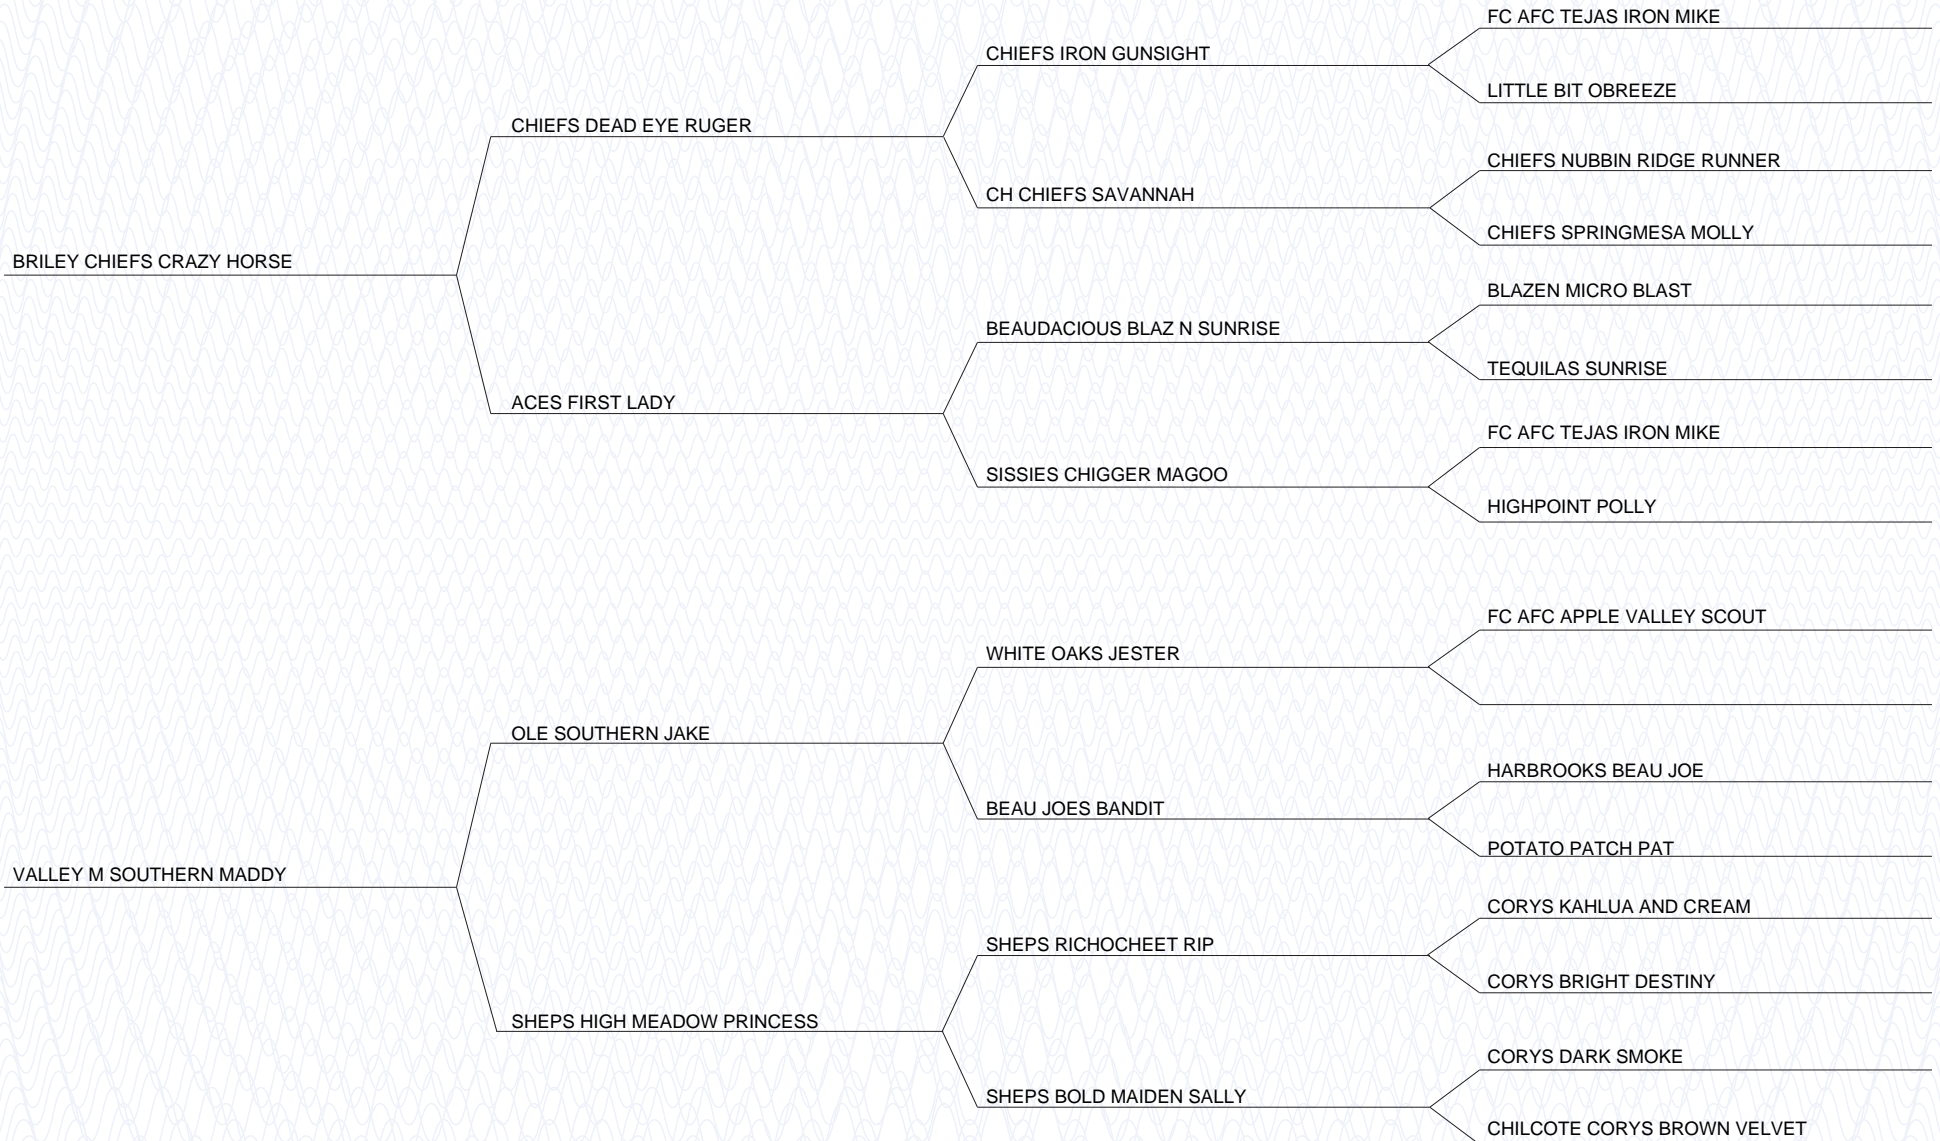 FC AFC TEJAS IRON MIKE
CHIEFS IRON GUNSIGHT
LITTLE BIT OBREEZE
CHIEFS DEAD EYE RUGER
CHIEFS NUBBIN RIDGE RUNNER
CH CHIEFS SAVANNAH
CHIEFS SPRINGMESA MOLLY
BRILEY CHIEFS CRAZY HORSE
BLAZEN MICRO BLAST
BEAUDACIOUS BLAZ N SUNRISE
TEQUILAS SUNRISE
ACES FIRST LADY
FC AFC TEJAS IRON MIKE
SISSIES CHIGGER MAGOO
HIGHPOINT POLLY
FC AFC APPLE VALLEY SCOUT
WHITE OAKS JESTER
OLE SOUTHERN JAKE
HARBROOKS BEAU JOE
BEAU JOES BANDIT
POTATO PATCH PAT
VALLEY M SOUTHERN MADDY
CORYS KAHLUA AND CREAM
SHEPS RICHOCHEET RIP
CORYS BRIGHT DESTINY
SHEPS HIGH MEADOW PRINCESS
CORYS DARK SMOKE
SHEPS BOLD MAIDEN SALLY
CHILCOTE CORYS BROWN VELVET